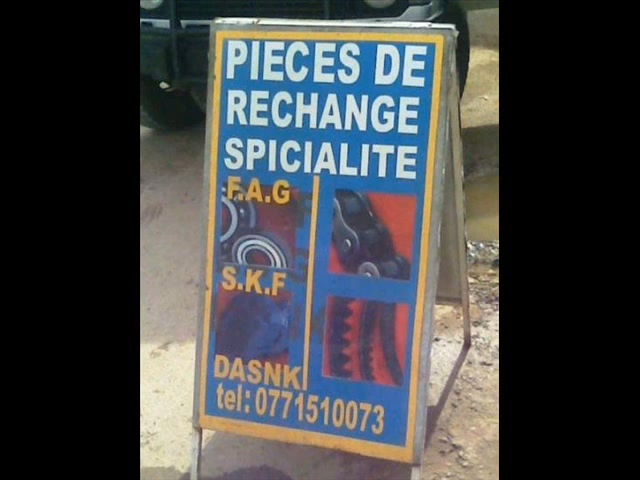 PIECES DE
RECHANGE
SPICIALITE
F.A.G
S.K.F
DASNK
tel: 0771510073